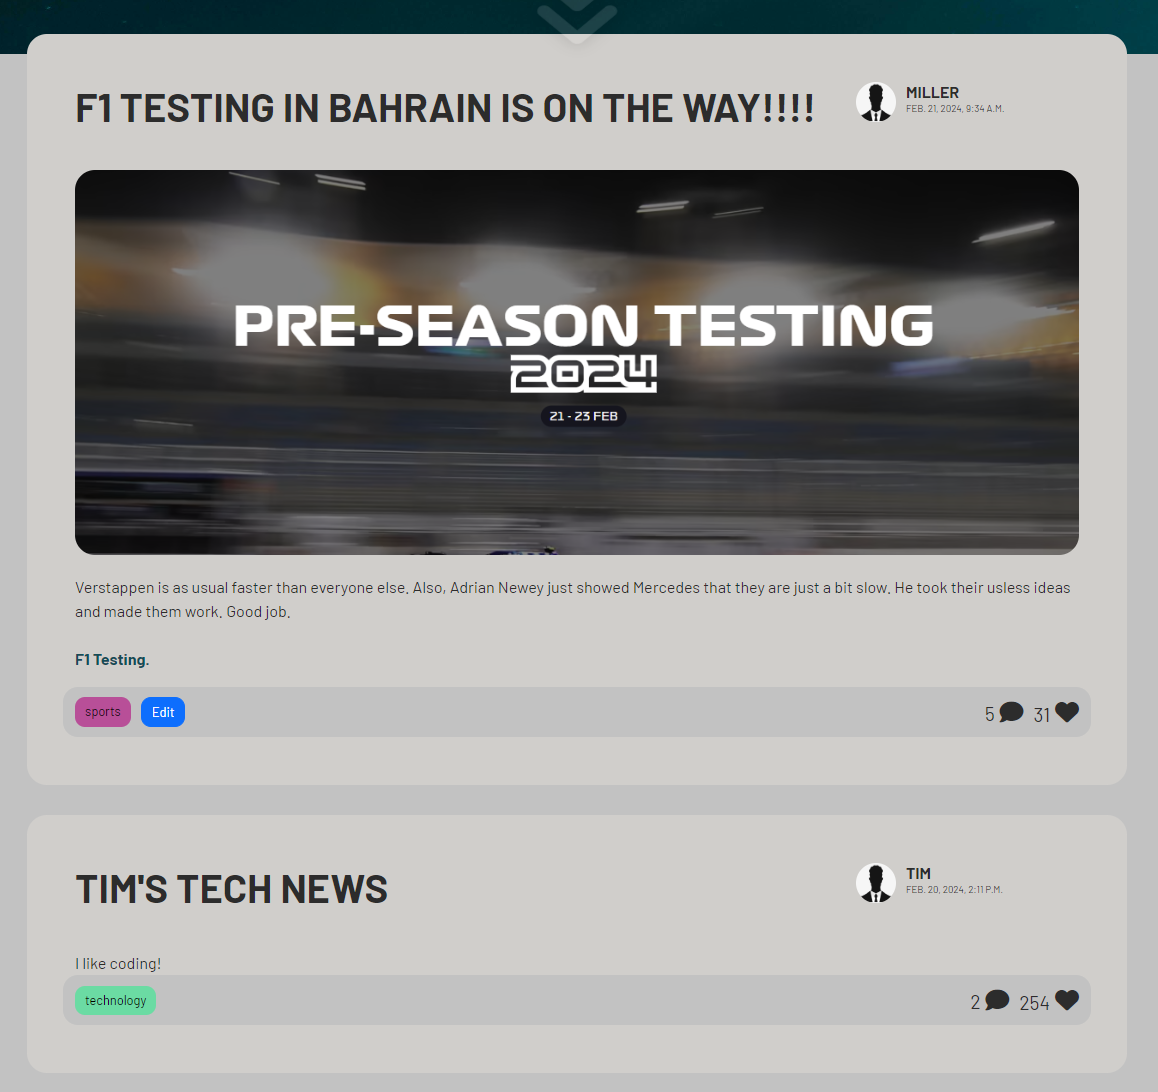 F1 TESTING IN BAHRAIN IS ON THE WAY!!!!
MILLER
FEB. 21, 2024, 9:34 A.M.
PRE-SEASON TESTING
2024
21 - 23 FEB
Verstappen is as usual faster than everyone else. Also, Adrian Newey just showed Mercedes that they are just a bit slow. He took their usless ideas
and made them work. Good job.
F1 Testing.
sports
Edit
5
31
TIM'S TECH NEWS
TIM
FEB. 20, 2024, 2:11 P.M.
I like coding!
technology
2
254